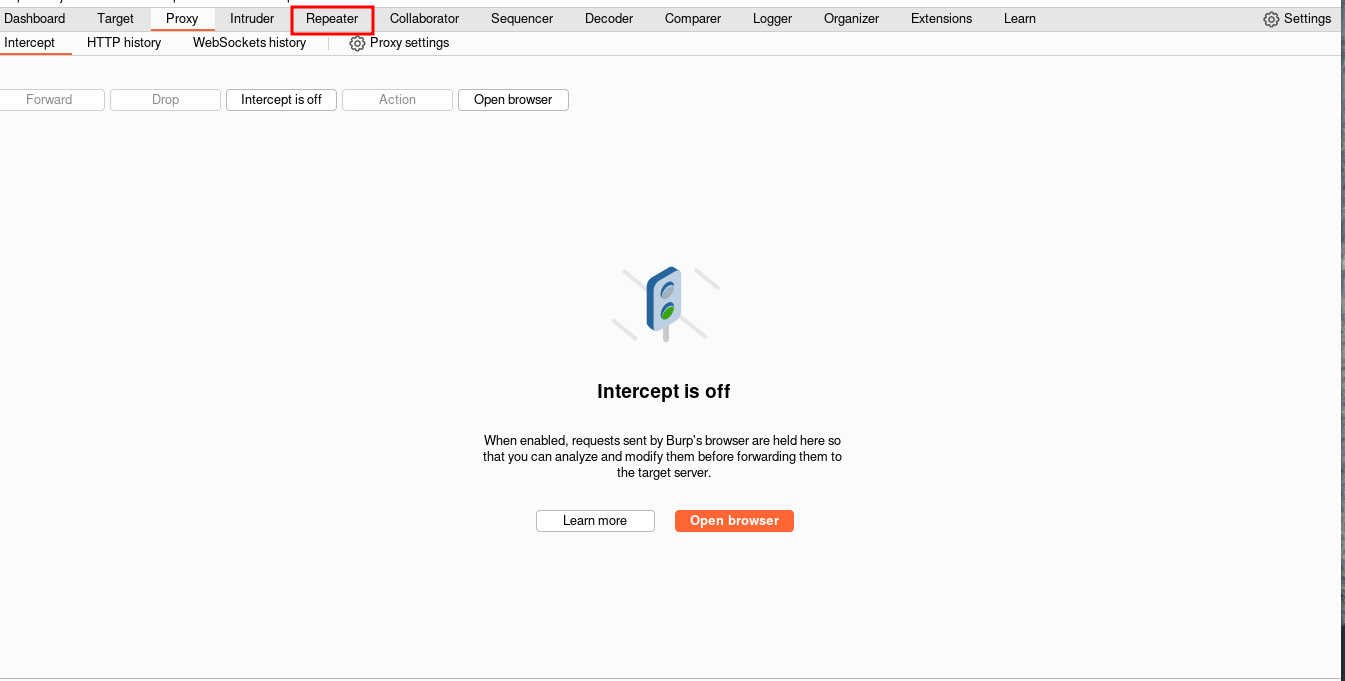 Dashboard Target Proxy Intruder Repeater Collaborator Sequencer Decoder Comparer Logger Organizer Extensions Learn Settings
Intercept HTTP history WebSockets history Proxy settings
Forward Drop Intercept is off Action Open browser
Intercept is off
When enabled, requests sent by Burp's browser are held here so
that you can analyze and modify them before forwarding them to
the target server.
Learn more Open browser